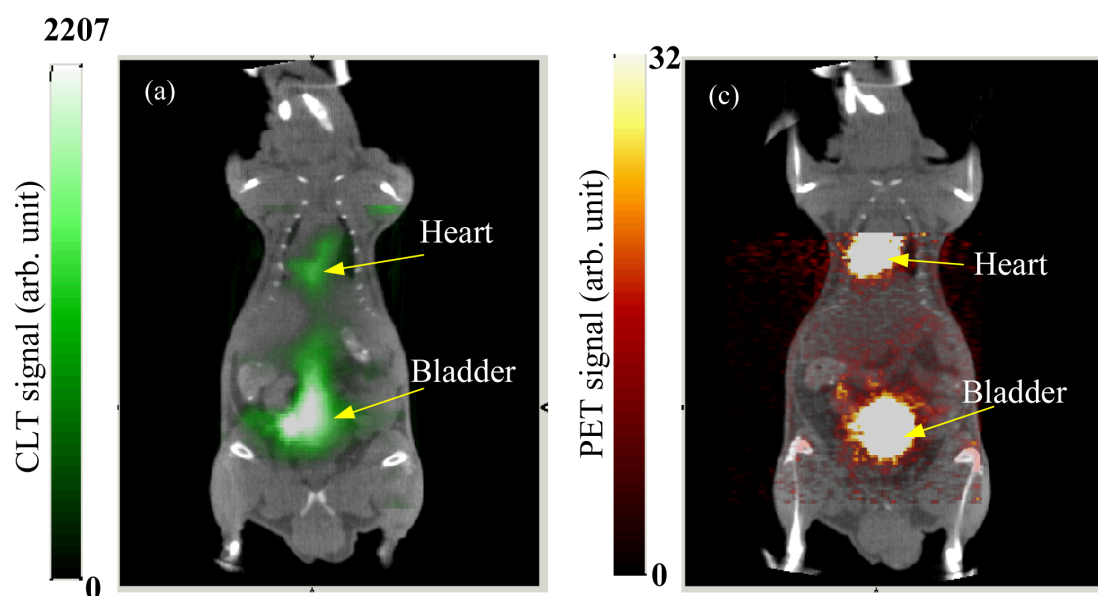 2207
(a)
CLT signal (arb. unit)
Heart
Bladder
0
32
(c)
PET signal (arb. unit)
Heart
Bladder
0